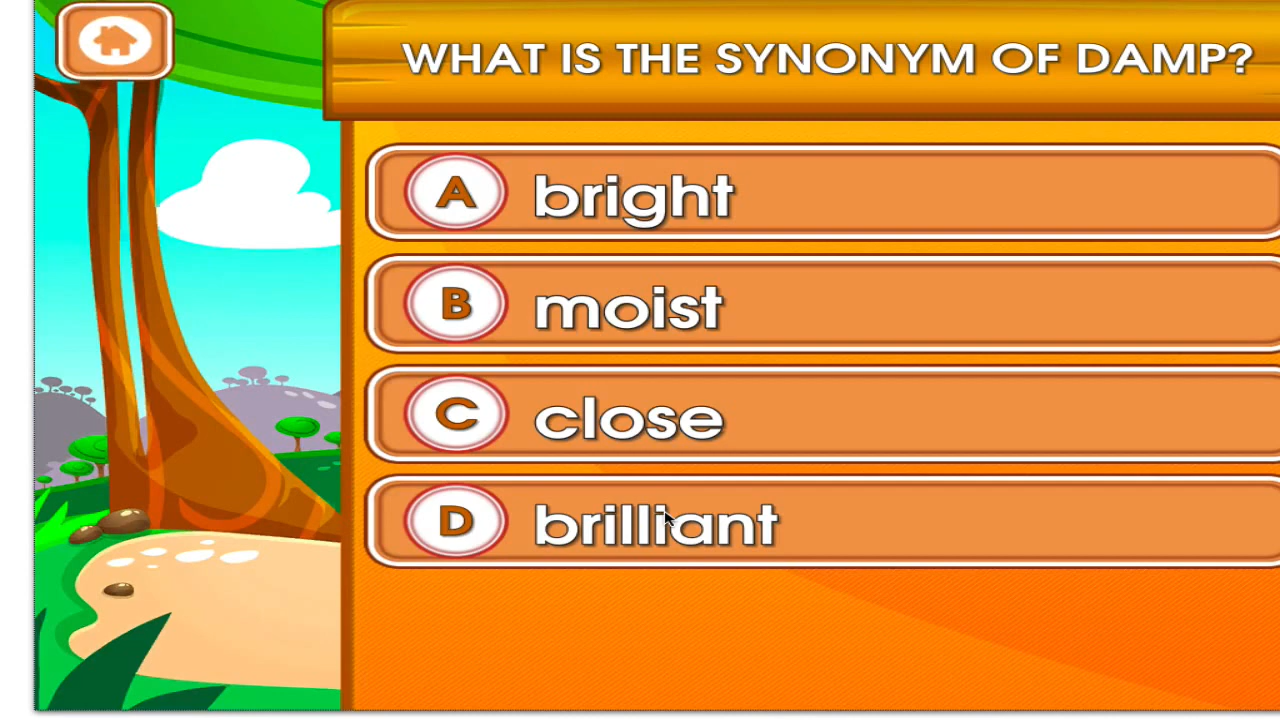 WHAT IS THE SYNONYM OF DAMP?
A bright
B moist
C close
D brilliant